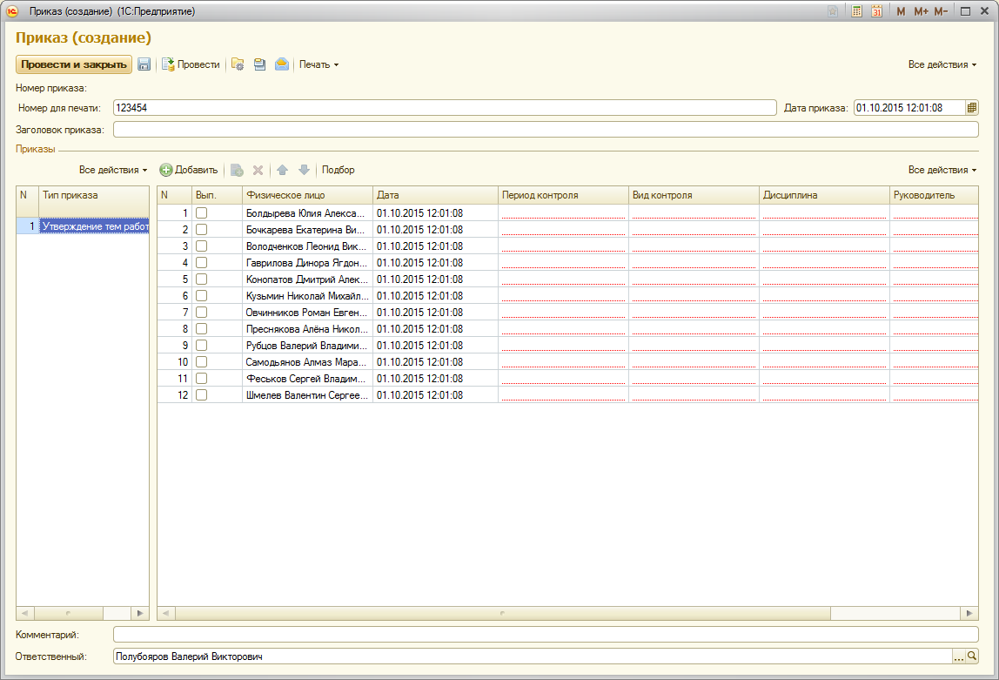 Приказ (создание) (1С:Предприятие)
M M+ M-
Приказ (создание)
Провести и закрыть Провести Печать Все действия
Номер приказа:
Номер для печати: 123454 Дата приказа: 01.10.2015 12:01:08
Заголовок приказа:
Приказы
Все действия Добавить Подбор Все действия
N Тип приказа N Вып. Физическое лицо Дата Период контроля Вид контроля Дисциплина Руководитель
1 Болдырева Юлия Алекса... 01.10.2015 12:01:08
1 Утверждение тем работ 2 Бочкарева Екатерина Ви... 01.10.2015 12:01:08
3 Володченков Леонид Вик... 01.10.2015 12:01:08
4 Гаврилова Динора Ягдон... 01.10.2015 12:01:08
5 Конопатов Дмитрий Алек... 01.10.2015 12:01:08
6 Кузьмин Николай Михайл... 01.10.2015 12:01:08
7 Овчинников Роман Евген... 01.10.2015 12:01:08
8 Преснякова Алёна Никол... 01.10.2015 12:01:08
9 Рубцов Валерий Владими... 01.10.2015 12:01:08
10 Самодьянов Алмаз Мара... 01.10.2015 12:01:08
11 Феськов Сергей Владим... 01.10.2015 12:01:08
12 Шмелев Валентин Сергее... 01.10.2015 12:01:08
Комментарий:
Ответственный: Полубояров Валерий Викторович ...